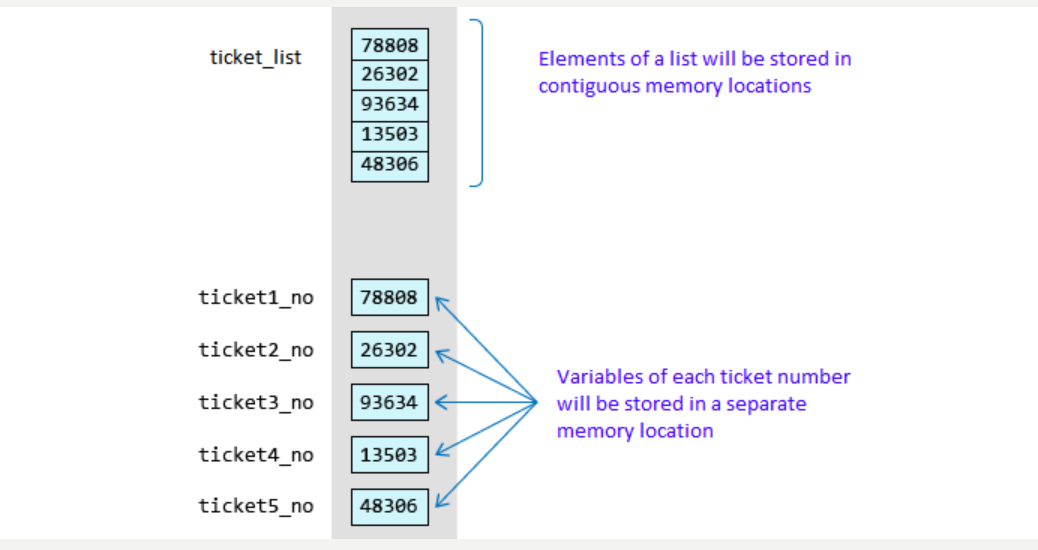 ticket_list
78808
26302
93634
13503
48306
Elements of a list will be stored in
contiguous memory locations
ticket1_no 78808
ticket2_no 26302
ticket3_no 93634
ticket4_no 13503
ticket5_no 48306
Variables of each ticket number
will be stored in a separate
memory location